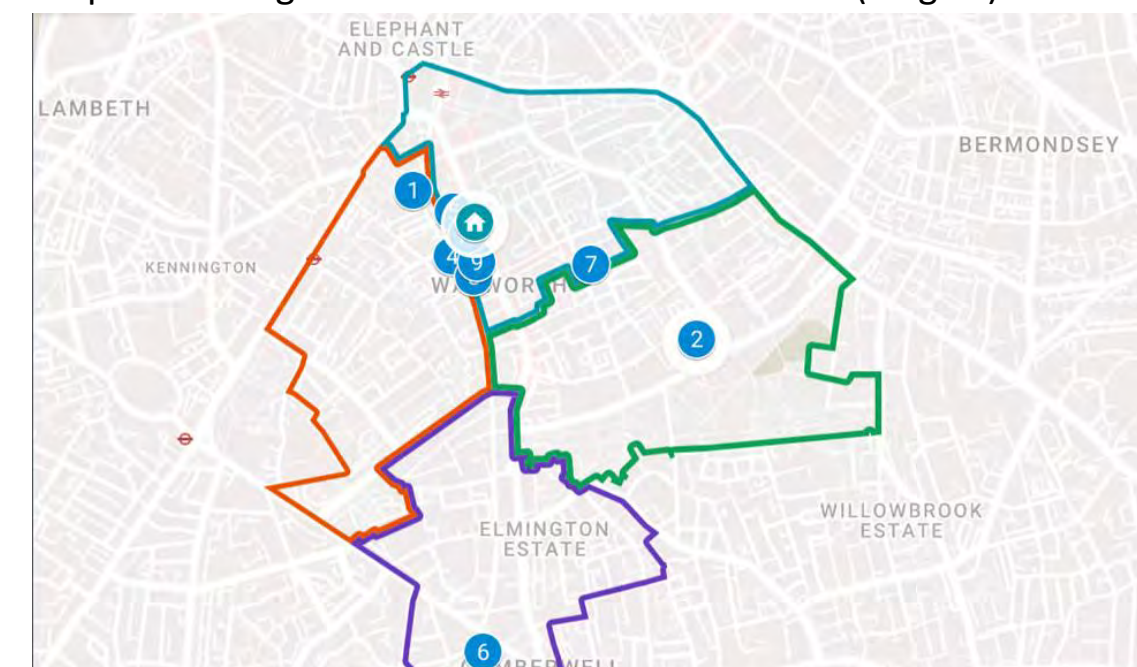 ELEPHANT
AND CASTLE
LAMBETH
BERMONDSEY
1
7
KENNINGTON
4
9
2
WILLOWBROOK
ESTATE
ELMINGTON
ESTATE
6